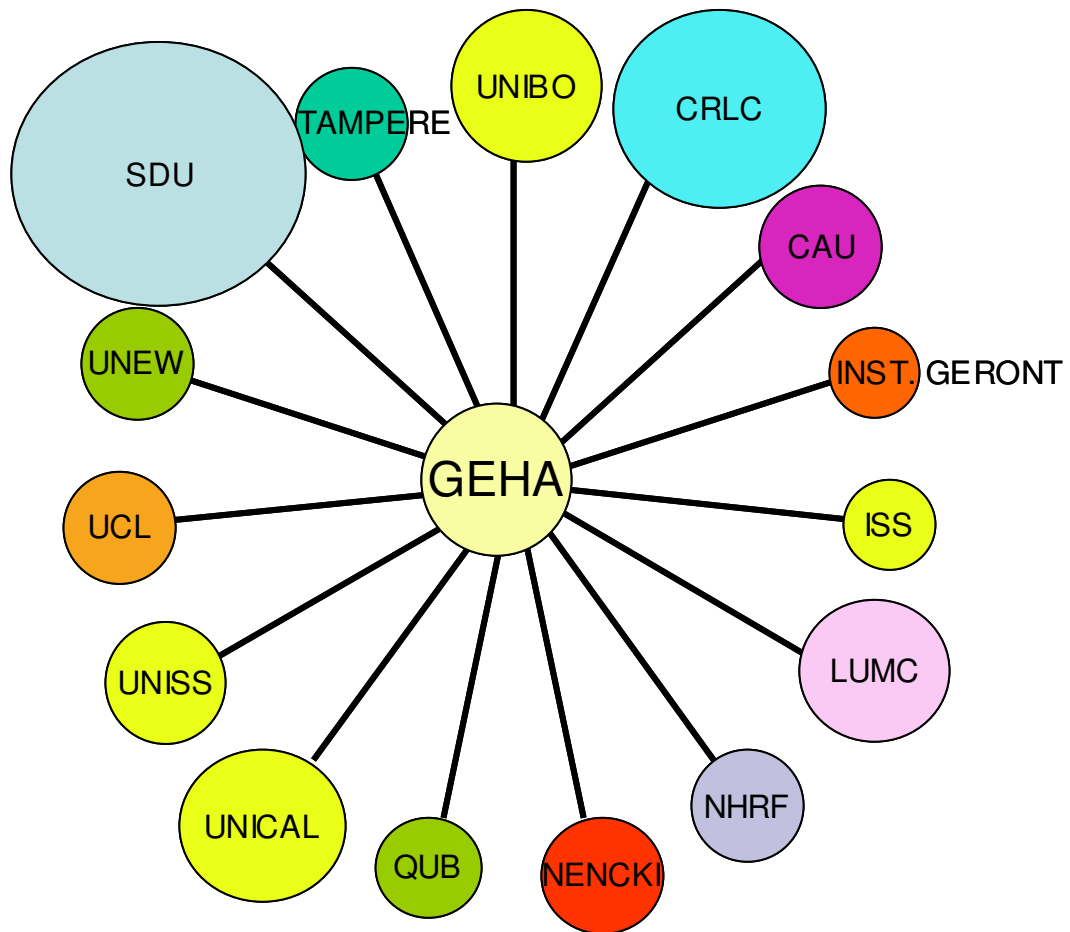 UNIBO
CRLC
TAMPERE
SDU
CAU
UNEW
INST. GERONT
GEHA
UCL
ISS
UNISS
LUMC
NHRF
UNICAL
QUB
NENCKI